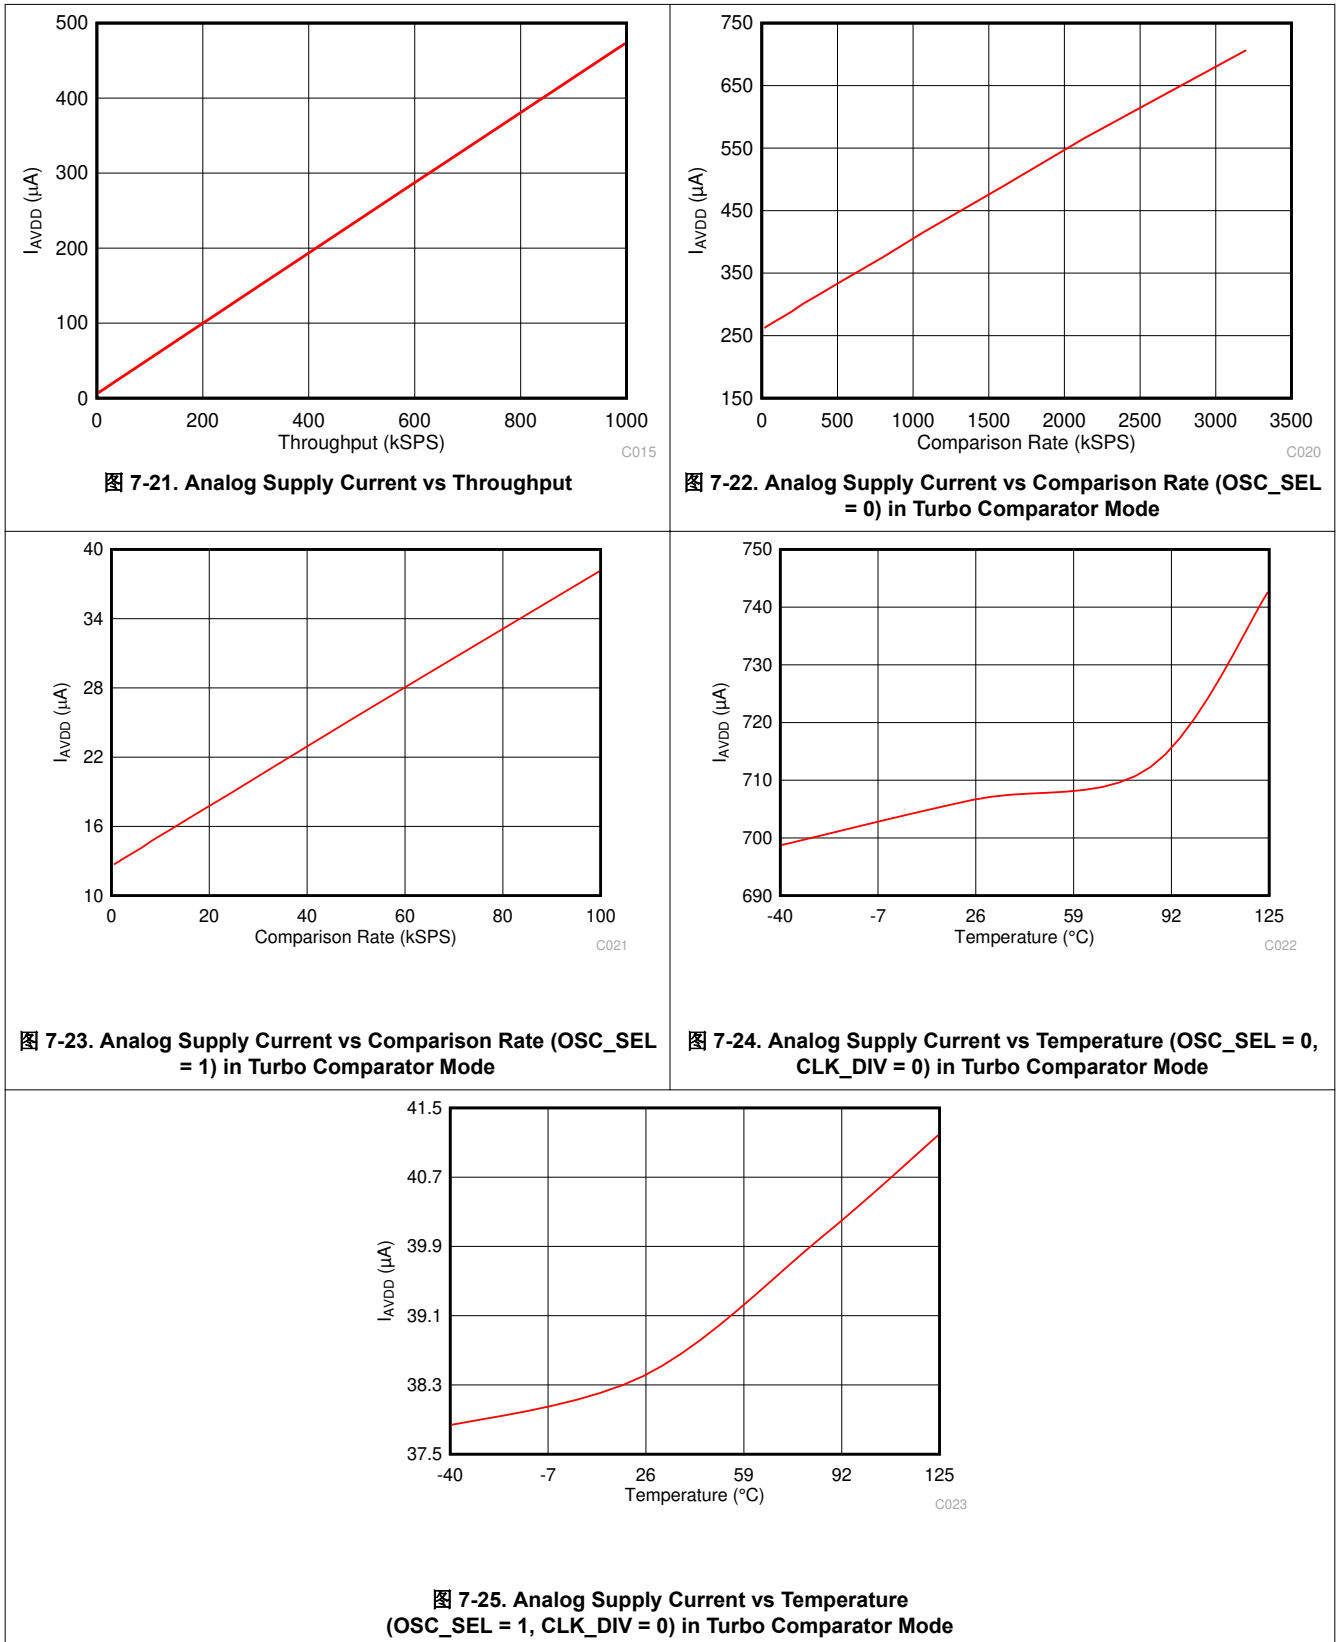 500
400
300
200
100
0
I_AVDD (µA)
0 200 400 600 800 1000
Throughput (kSPS)
C015
图 7-21. Analog Supply Current vs Throughput
750
650
550
450
350
250
150
I_AVDD (µA)
0 500 1000 1500 2000 2500 3000 3500
Comparison Rate (kSPS)
C020
图 7-22. Analog Supply Current vs Comparison Rate (OSC_SEL
= 0) in Turbo Comparator Mode
40
34
28
22
16
10
I_AVDD (µA)
0 20 40 60 80 100
Comparison Rate (kSPS)
C021
图 7-23. Analog Supply Current vs Comparison Rate (OSC_SEL
= 1) in Turbo Comparator Mode
750
740
730
720
710
700
690
I_AVDD (µA)
-40 -7 26 59 92 125
Temperature (°C)
C022
图 7-24. Analog Supply Current vs Temperature (OSC_SEL = 0,
CLK_DIV = 0) in Turbo Comparator Mode
41.5
40.7
39.9
39.1
38.3
37.5
I_AVDD (µA)
-40 -7 26 59 92 125
Temperature (°C)
C023
图 7-25. Analog Supply Current vs Temperature
(OSC_SEL = 1, CLK_DIV = 0) in Turbo Comparator Mode